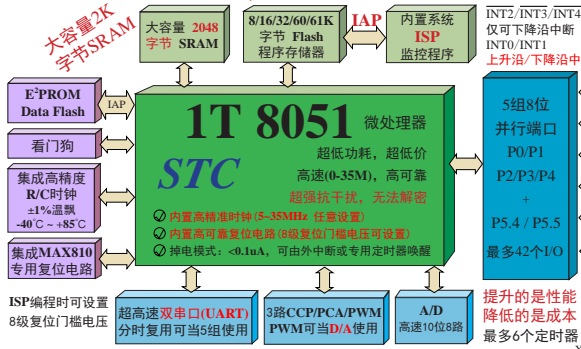 大容量2K
字节SRAM
大容量 2048
字节 SRAM
8/16/32/60/61K
字节 Flash
程序存储器
IAP
内置系统
ISP
监控程序
INT2/INT3/INT4
仅可下降沿中断
INT0/INT1
上升沿/下降沿中
E²PROM
Data Flash
IAP
看门狗
集成高精度
R/C时钟
±1%温飘
-40℃ ~ +85℃
集成MAX810
专用复位电路
ISP编程时可设置
8级复位门槛电压
1T 8051 微处理器
STC
超低功耗，超低价
高速(0-35M)，高可靠
超强抗干扰，无法解密
内置高精准时钟(5~35MHz 任意设置)
内置高可靠复位电路(8级复位门槛电压可设置)
掉电模式：<0.1uA，可由外中断或专用定时器唤醒
5组8位
并行端口
P0/P1
P2/P3/P4
+
P5.4 / P5.5
最多42个I/O
超高速双串口(UART)
分时复用可当5组使用
3路CCP/PCA/PWM
PWM可当D/A使用
A/D
高速10位8路
提升的是性能
降低的是成本
最多6个定时器